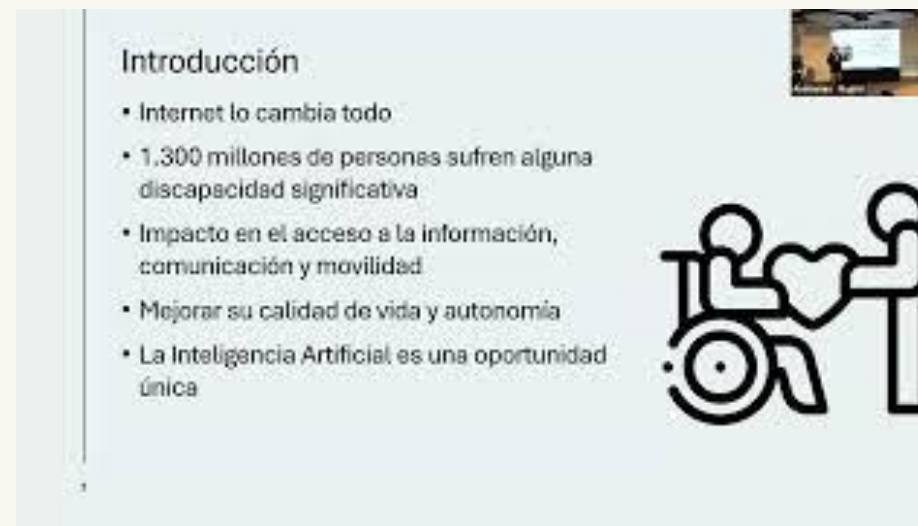 Introducción
• Internet lo cambia todo
• 1.300 millones de personas sufren alguna
discapacidad significativa
• Impacto en el acceso a la información,
comunicación y movilidad
• Mejorar su calidad de vida y autonomía
• La Inteligencia Artificial es una oportunidad
única